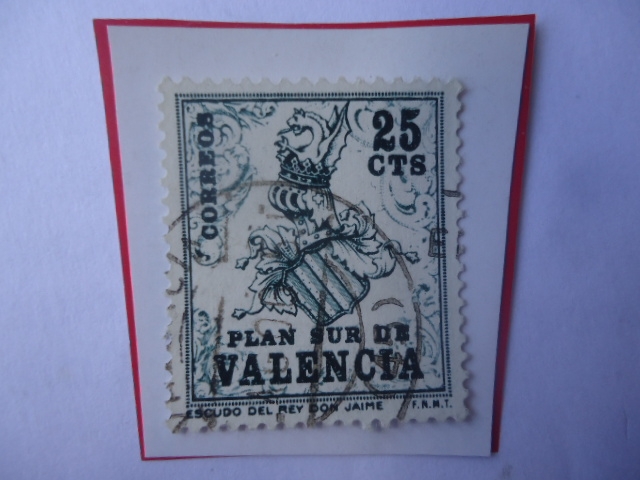 CORREOS
25
CTS
PLAN SUR DE
VALENCIA
ESCUDO DEL REY DON JAIME F.N.M.T.